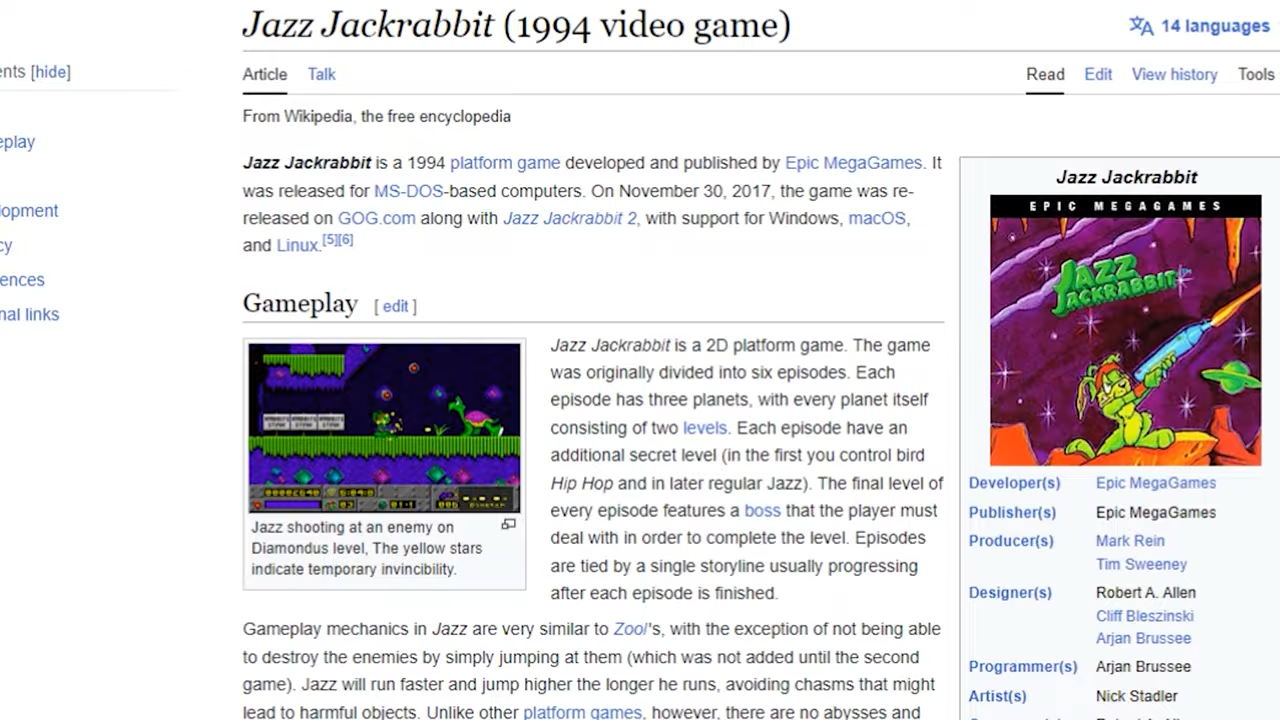 Jazz Jackrabbit (1994 video game)
14 languages
ents [hide]
Article Talk
Read Edit View history Tools
From Wikipedia, the free encyclopedia
eplay
lopment
cy
ences
nal links
Jazz Jackrabbit is a 1994 platform game developed and published by Epic MegaGames. It
was released for MS-DOS-based computers. On November 30, 2017, the game was re-
released on GOG.com along with Jazz Jackrabbit 2, with support for Windows, macOS,
and Linux.[5][6]
Gameplay [ edit ]
Jazz shooting at an enemy on
Diamondus level, The yellow stars
indicate temporary invincibility.
Jazz Jackrabbit is a 2D platform game. The game
was originally divided into six episodes. Each
episode has three planets, with every planet itself
consisting of two levels. Each episode have an
additional secret level (in the first you control bird
Hip Hop and in later regular Jazz). The final level of
every episode features a boss that the player must
deal with in order to complete the level. Episodes
are tied by a single storyline usually progressing
after each episode is finished.
Gameplay mechanics in Jazz are very similar to Zool's, with the exception of not being able
to destroy the enemies by simply jumping at them (which was not added until the second
game). Jazz will run faster and jump higher the longer he runs, avoiding chasms that might
lead to harmful objects. Unlike other platform games, however, there are no abysses and
Jazz Jackrabbit
EPIC MEGAGAMES
JAZZ
JACKRABBIT
Developer(s) Epic MegaGames
Publisher(s) Epic MegaGames
Producer(s) Mark Rein
Tim Sweeney
Designer(s) Robert A. Allen
Cliff Bleszinski
Arjan Brussee
Programmer(s) Arjan Brussee
Artist(s) Nick Stadler